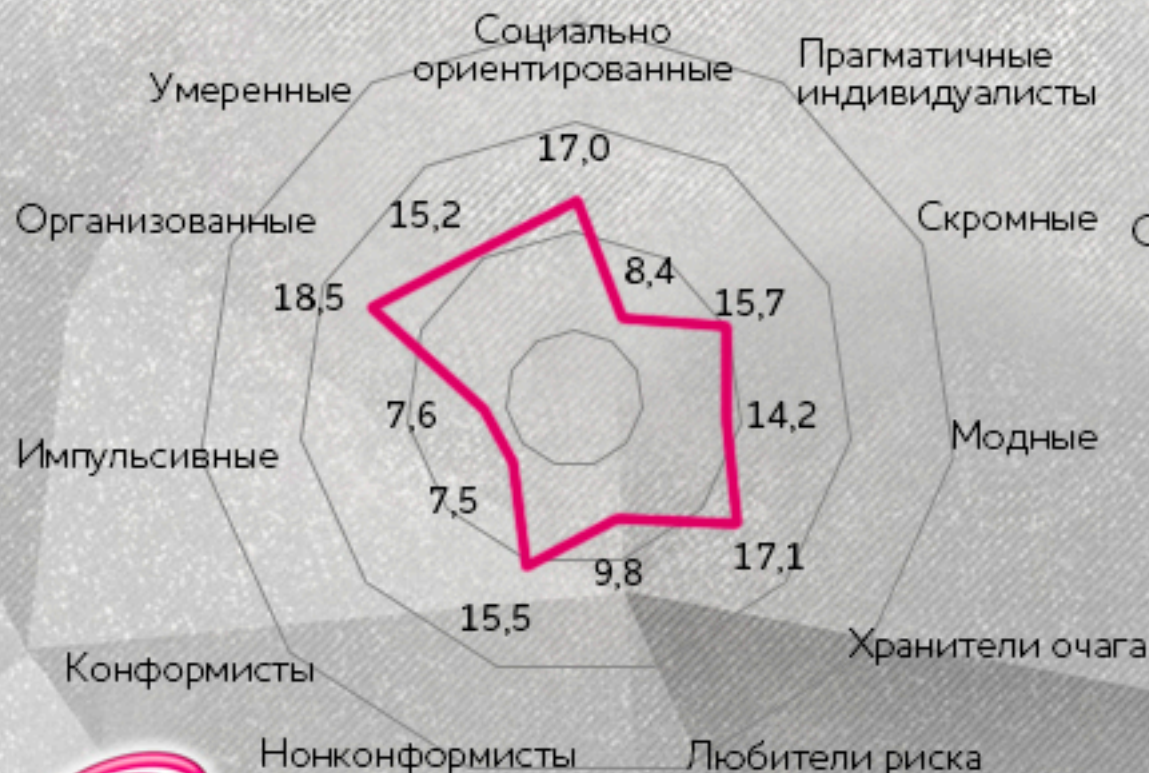 Социально
ориентированные
Прагматичные
индивидуалисты
Умеренные
17,0
Организованные
15,2
Скромные
8,4
15,7
18,5
7,6
14,2
Модные
Импульсивные
7,5
17,1
9,8
15,5
Хранители очага
Конформисты
Нонконформисты
Любители риска